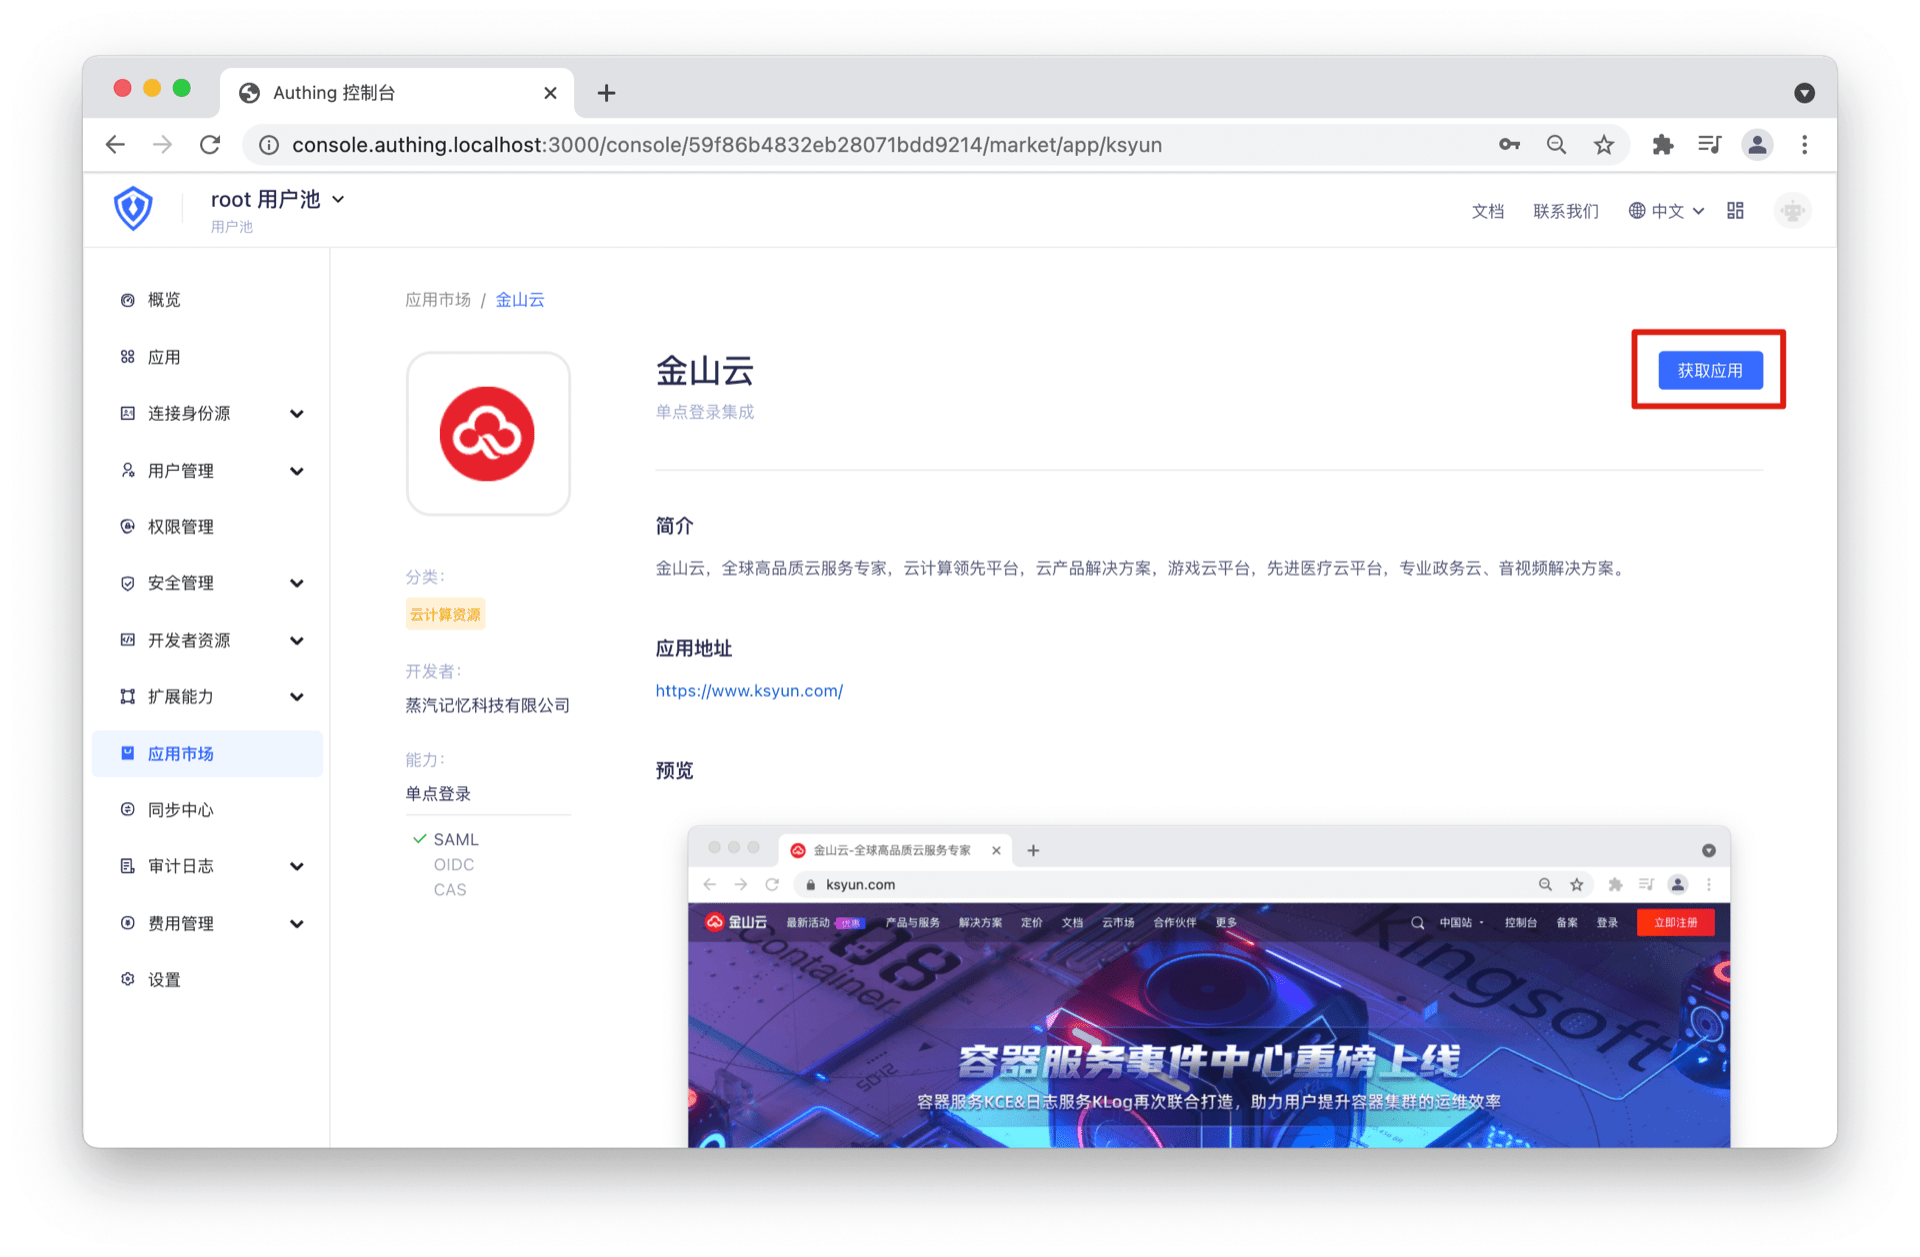 Authing 控制台
console.authing.localhost:3000/console/59f86b4832eb28071bdd9214/market/app/ksyun
root 用户池
用户池
文档
联系我们
中文
概览
应用
连接身份源
用户管理
权限管理
安全管理
开发者资源
扩展能力
应用市场
同步中心
审计日志
费用管理
设置
应用市场 / 金山云
金山云
单点登录集成
获取应用
分类：
云计算资源
开发者：
蒸汽记忆科技有限公司
能力：
单点登录
SAML
OIDC
CAS
简介
金山云，全球高品质云服务专家，云计算领先平台，云产品解决方案，游戏云平台，先进医疗云平台，专业政务云、音视频解决方案。
应用地址
https://www.ksyun.com/
预览
金山云-全球高品质云服务专家
ksyun.com
金山云 最新活动 优惠 产品与服务 解决方案 定价 文档 云市场 合作伙伴 更多 中国站 控制台 备案 登录 立即注册
container
Kingsoft
容器服务事件中心重磅上线
容器服务KCE&日志服务KLog再次联合打造，助力用户提升容器集群的运维效率